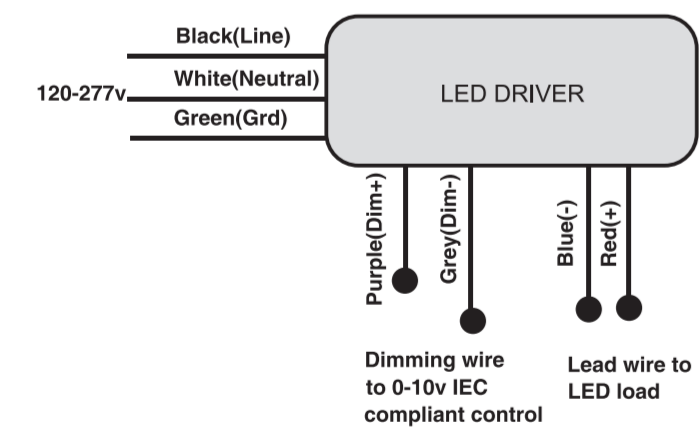 Black(Line)
White(Neutral)
120-277v
Green(Grd)
LED DRIVER
Purple(Dim+)
Grey(Dim-)
Blue(-)
Red(+)
Dimming wire
to 0-10v IEC
compliant control
Lead wire to
LED load